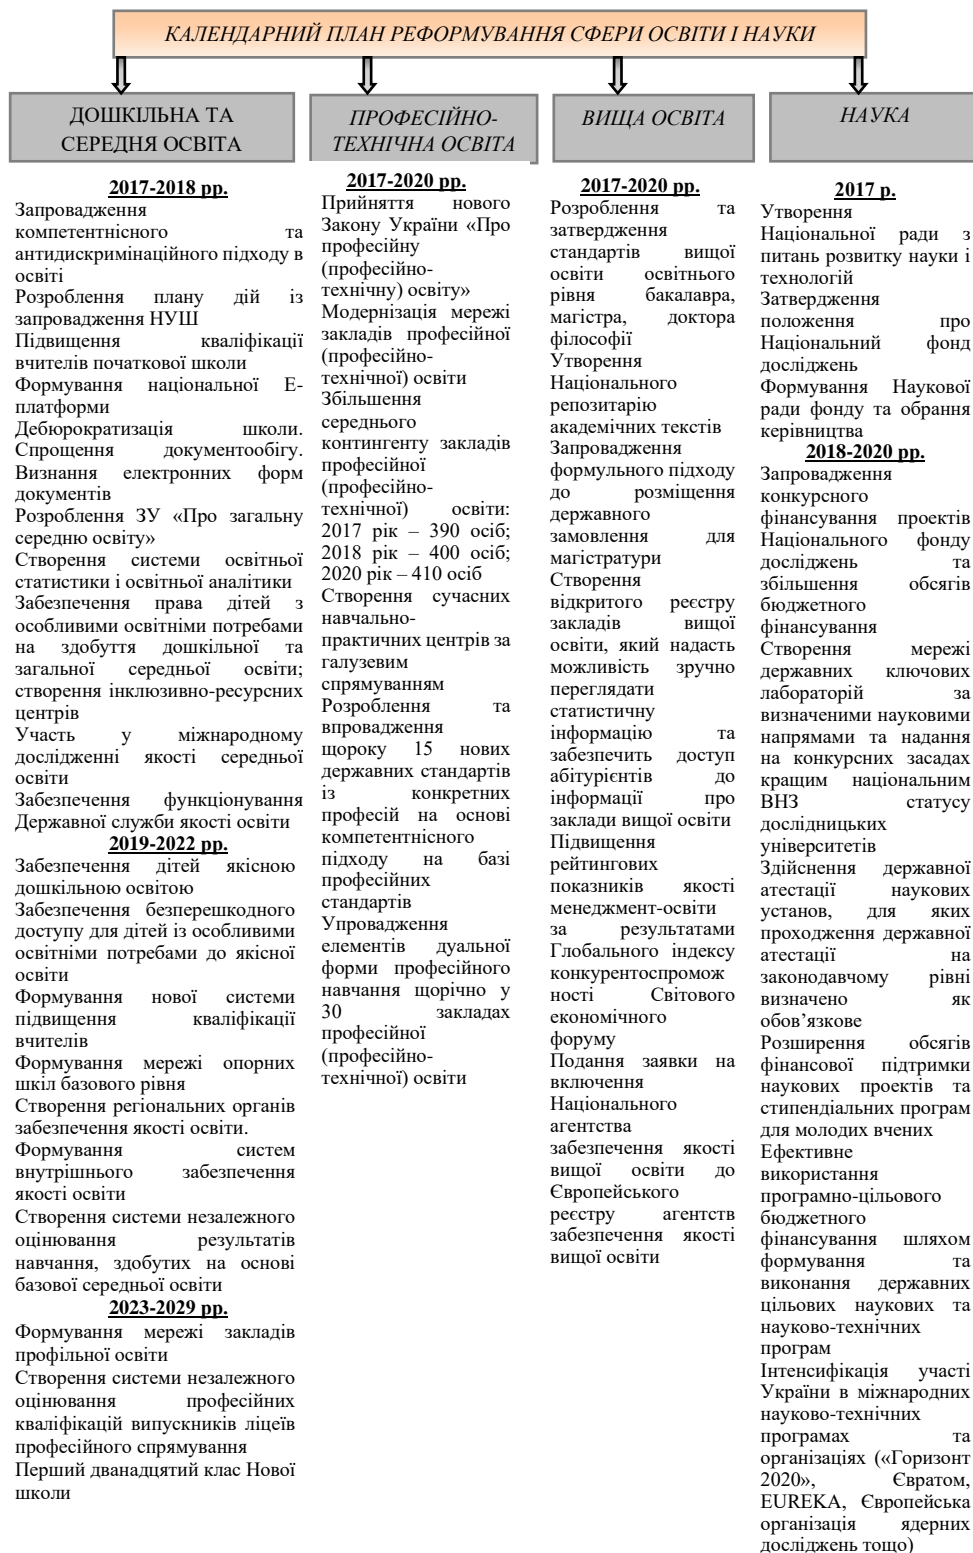 КАЛЕНДАРНИЙ ПЛАН РЕФОРМУВАННЯ СФЕРИ ОСВІТИ І НАУКИ
ДОШКІЛЬНА ТА
СЕРЕДНЯ ОСВІТА
2017-2018 рр.
Запровадження
компетентнісного та
антидискримінаційного підходу в
освіті
Розроблення плану дій із
запровадження НУШ
Підвищення кваліфікації
вчителів початкової школи
Формування національної Е-
платформи
Дебюрократизація школи.
Спрощення документообігу.
Визнання електронних форм
документів
Розроблення ЗУ «Про загальну
середню освіту»
Створення системи освітньої
статистики і освітньої аналітики
Забезпечення права дітей з
особливими освітніми потребами
на здобуття дошкільної та
загальної середньої освіти;
створення інклюзивно-ресурсних
центрів
Участь у міжнародному
дослідженні якості середньої
освіти
Забезпечення функціонування
Державної служби якості освіти
2019-2022 рр.
Забезпечення дітей якісною
дошкільною освітою
Забезпечення безперешкодного
доступу для дітей із особливими
освітніми потребами до якісної
освіти
Формування нової системи
підвищення кваліфікації
вчителів
Формування мережі опорних
шкіл базового рівня
Створення регіональних органів
забезпечення якості освіти.
Формування систем
внутрішнього забезпечення
якості освіти
Створення системи незалежного
оцінювання результатів
навчання, здобутих на основі
базової середньої освіти
2023-2029 рр.
Формування мережі закладів
профільної освіти
Створення системи незалежного
оцінювання професійних
кваліфікацій випускників ліцеїв
професійного спрямування
Перший дванадцятий клас Нової
школи
ПРОФЕСІЙНО-
ТЕХНІЧНА ОСВІТА
2017-2020 рр.
Прийняття нового
Закону України «Про
професійну
(професійно-
технічну) освіту»
Модернізація мережі
закладів професійної
(професійно-
технічної) освіти
Збільшення
середнього
контингенту закладів
професійної
(професійно-
технічної) освіти:
2017 рік – 390 осіб;
2018 рік – 400 осіб;
2020 рік – 410 осіб
Створення сучасних
навчально-
практичних центрів за
галузевим
спрямуванням
Розроблення та
впровадження
щороку 15 нових
державних стандартів
із конкретних
професій на основі
компетентнісного
підходу на базі
професійних
стандартів
Упровадження
елементів дуальної
форми професійного
навчання щорічно у
30 закладах
професійної
(професійно-
технічної) освіти
ВИЩА ОСВІТА
2017-2020 рр.
Розроблення та
затвердження
стандартів вищої
освіти освітнього
рівня бакалавра,
магістра, доктора
філософії
Утворення
Національного
репозитарію
академічних текстів
Запровадження
формульного підходу
до розміщення
державного
замовлення для
магістратури
Створення
відкритого реєстру
закладів вищої
освіти, який надасть
можливість зручно
переглядати
статистичну
інформацію та
забезпечить доступ
абітурієнтів до
інформації про
заклади вищої освіти
Підвищення
рейтингових
показників якості
менеджмент-освіти
за результатами
Глобального індексу
конкурентоспромож
ності Світового
економічного
форуму
Подання заявки на
включення
Національного
агентства
забезпечення якості
вищої освіти до
Європейського
реєстру агентств
забезпечення якості
вищої освіти
НАУКА
2017 р.
Утворення
Національної ради з
питань розвитку науки і
технологій
Затвердження
положення про
Національний фонд
досліджень
Формування Наукової
ради фонду та обрання
керівництва
2018-2020 рр.
Запровадження
конкурсного
фінансування проектів
Національного фонду
досліджень та
збільшення обсягів
бюджетного
фінансування
Створення мережі
державних ключових
лабораторій за
визначеними науковими
напрямами та надання
на конкурсних засадах
кращим національним
ВНЗ статусу
дослідницьких
університетів
Здійснення державної
атестації наукових
установ, для яких
проходження державної
атестації на
законодавчому рівні
визначено як
обов’язкове
Розширення обсягів
фінансової підтримки
наукових проектів та
стипендіальних програм
для молодих вчених
Ефективне
використання
програмно-цільового
бюджетного
фінансування шляхом
формування та
виконання державних
цільових наукових та
науково-технічних
програм
Інтенсифікація участі
України в міжнародних
науково-технічних
програмах та
організаціях («Горизонт
2020», Євратом,
EUREKA, Європейська
організація ядерних
досліджень тощо)